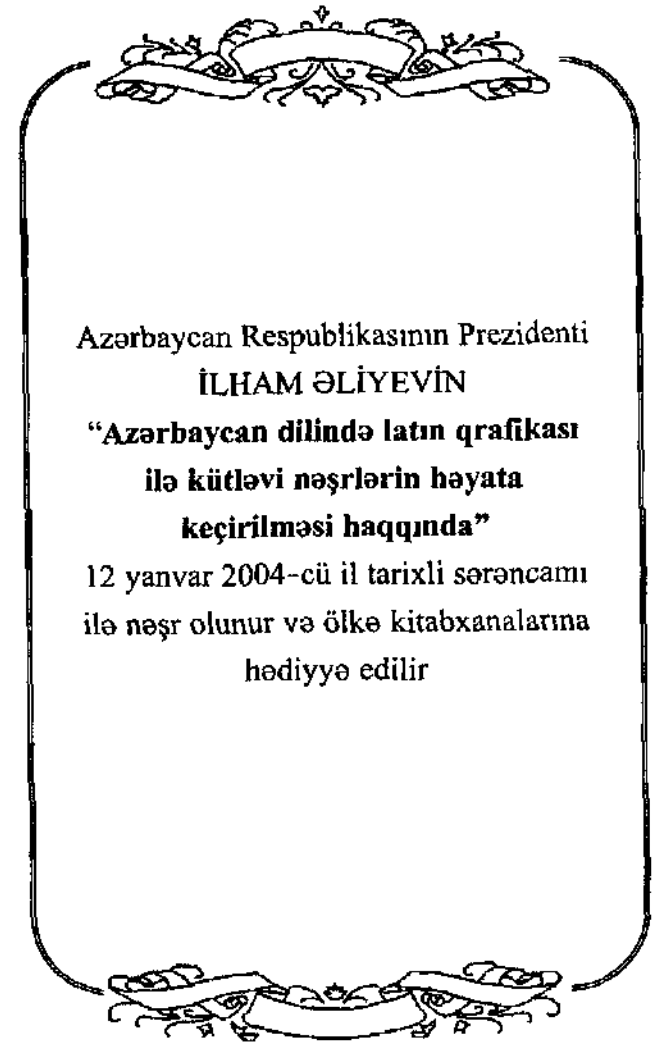 Azərbaycan Respublikasının Prezidenti
İLHAM ƏLİYEVİN
“Azərbaycan dilində latın qrafikası
ilə kütləvi nəşrlərin həyata
keçirilməsi haqqında”
12 yanvar 2004-cü il tarixli sərəncamı
ilə nəşr olunur və ölkə kitabxanalarına
hədiyyə edilir